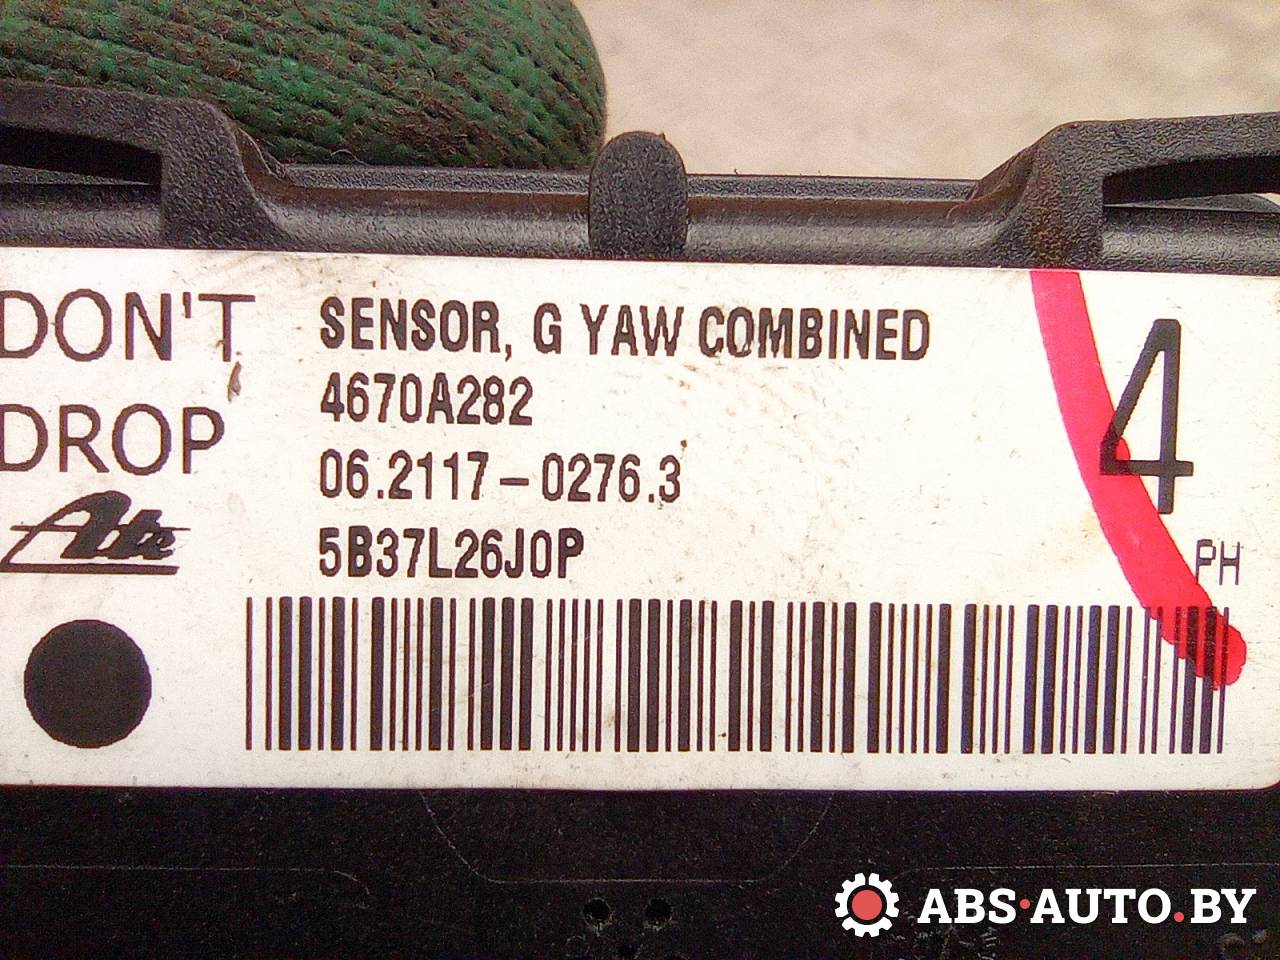 DON'T
DROP
Ate
SENSOR, G YAW COMBINED
4670A282
06.2117-0276.3
5B37L26J0P
4
PH
ABS·AUTO.BY